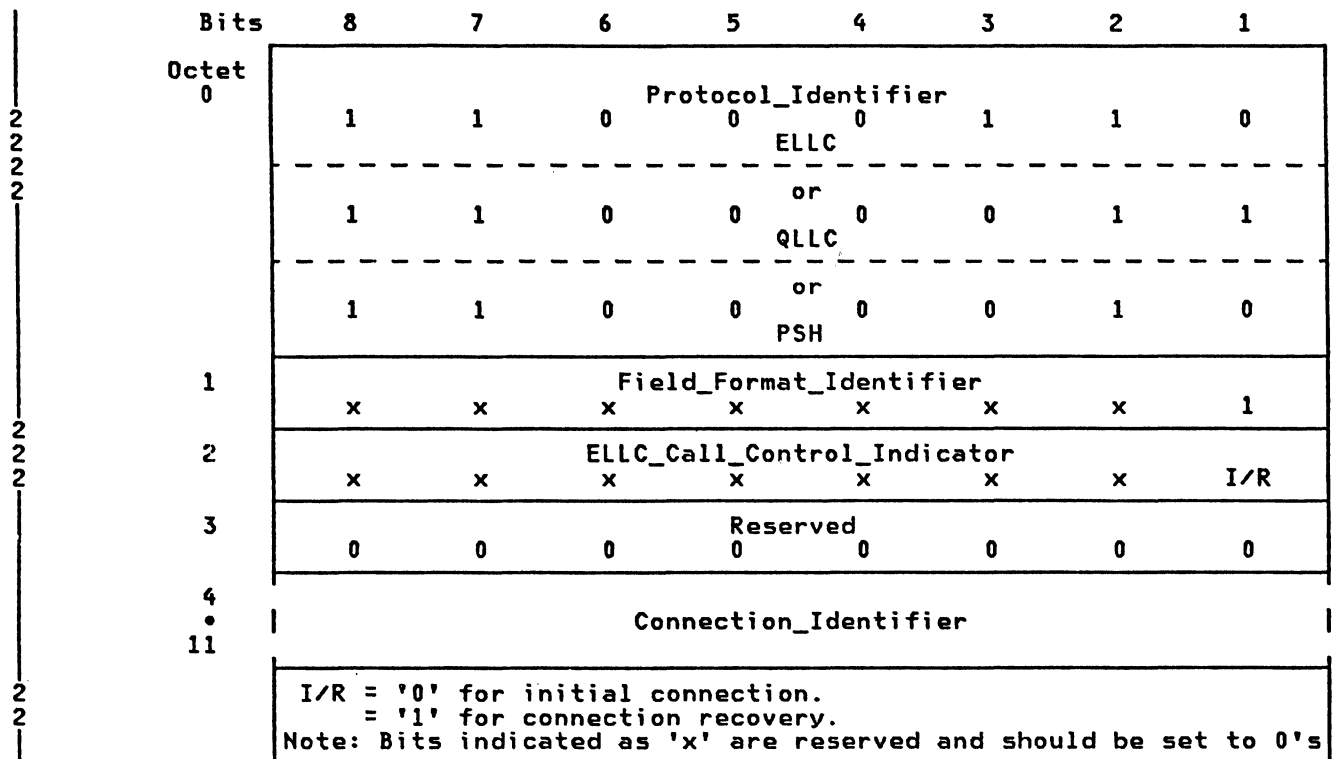 Bits 8 7 6 5 4 3 2 1
Octet
0 Protocol_Identifier
2 1 1 0 0 0 1 1 0
2 ELLC
2
2 or
1 1 0 0 0 0 1 1
QLLC
or
1 1 0 0 0 0 1 0
PSH
1 Field_Format_Identifier
x x x x x x x 1
2
2 2 ELLC_Call_Control_Indicator
2 x x x x x x x I/R
3 Reserved
0 0 0 0 0 0 0 0
4
• Connection_Identifier
11
2 I/R = '0' for initial connection.
2 = '1' for connection recovery.
Note: Bits indicated as 'x' are reserved and should be set to 0's